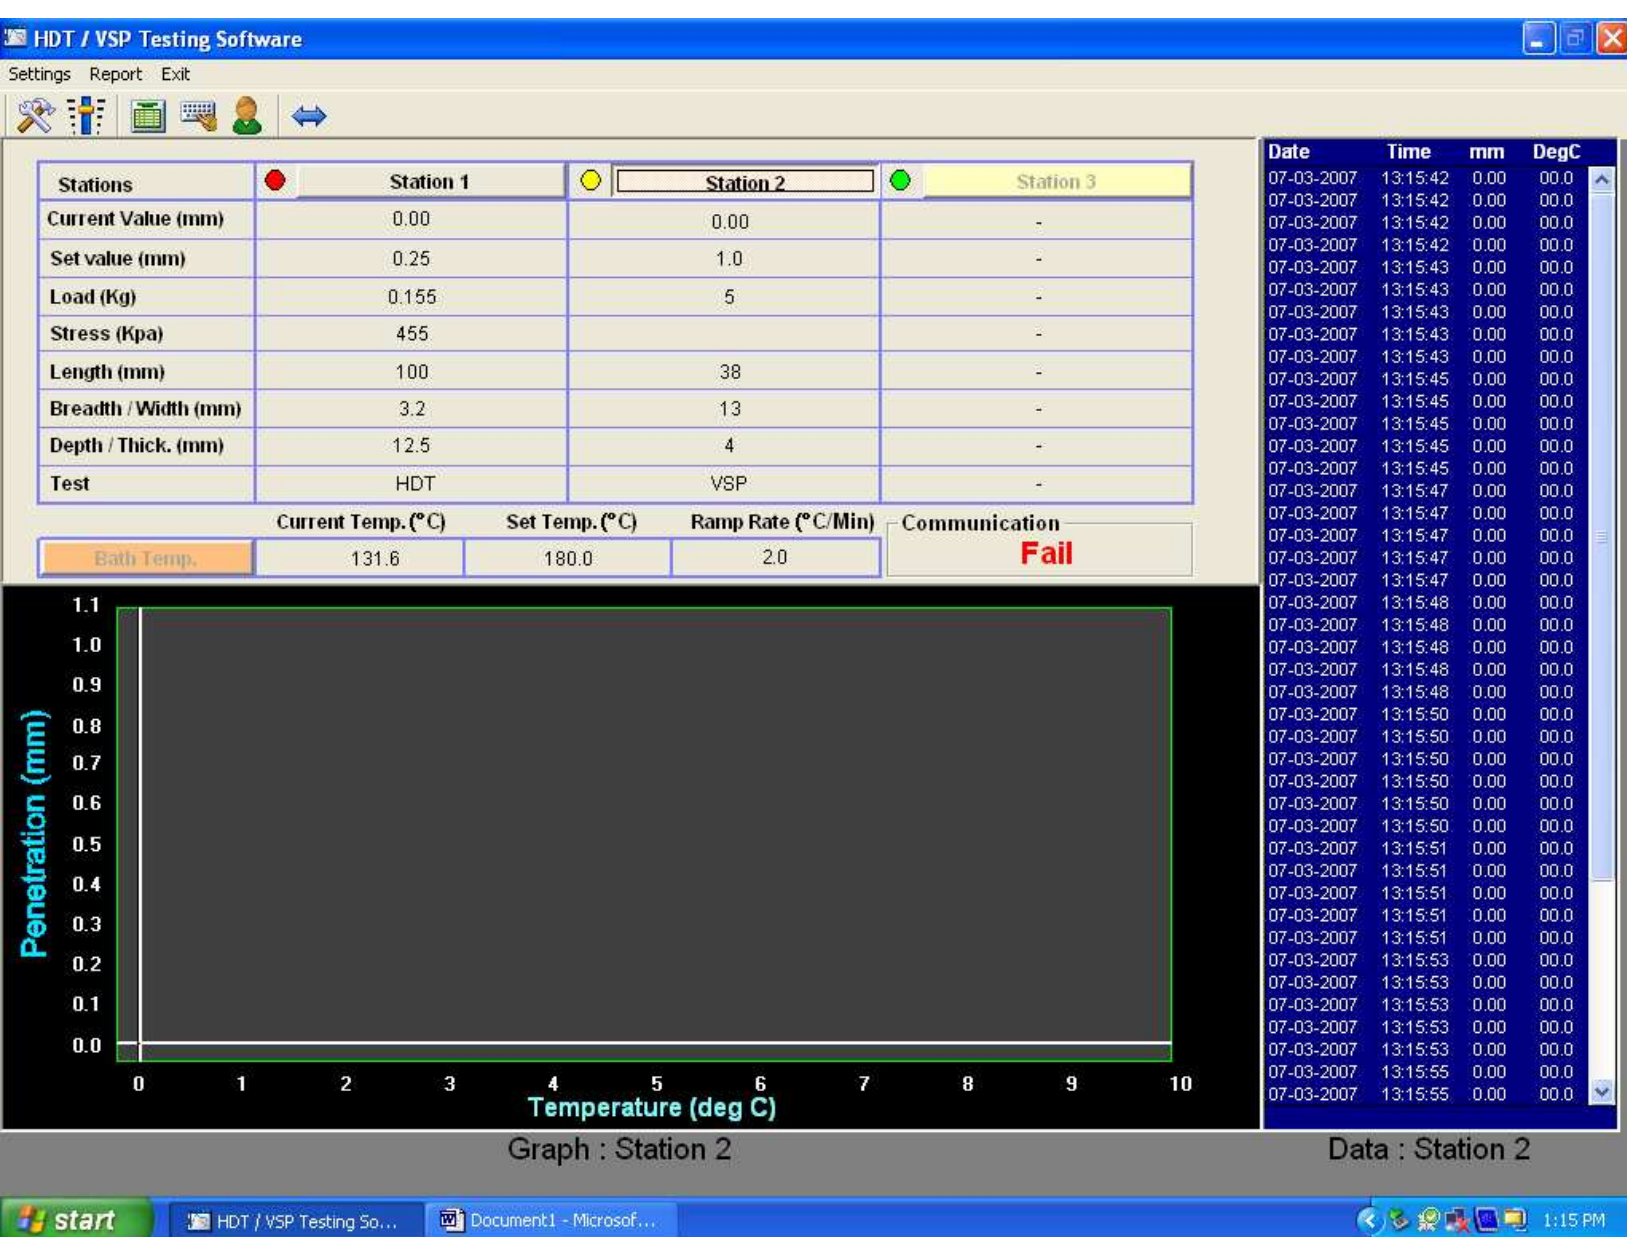 HDT / VSP Testing Software
Settings Report Exit
Stations Station 1 Station 2 Station 3
Current Value (mm) 0.00 0.00 -
Set value (mm) 0.25 1.0 -
Load (Kg) 0.155 5 -
Stress (Kpa) 455
Length (mm) 100 38 -
Breadth / Width (mm) 3.2 13 -
Depth / Thick. (mm) 12.5 4 -
Test HDT VSP -
Current Temp. (°C) Set Temp. (°C) Ramp Rate (°C/Min) Communication
Bath Temp. 131.6 180.0 2.0 Fail
1.1
1.0
0.9
0.8
0.7
0.6
0.5
0.4
0.3
0.2
0.1
0.0
Penetration (mm)
0 1 2 3 4 5 6 7 8 9 10
Temperature (deg C)
Graph : Station 2
Date Time mm DegC
07-03-2007 13:15:42 0.00 00.0
07-03-2007 13:15:42 0.00 00.0
07-03-2007 13:15:42 0.00 00.0
07-03-2007 13:15:42 0.00 00.0
07-03-2007 13:15:43 0.00 00.0
07-03-2007 13:15:43 0.00 00.0
07-03-2007 13:15:43 0.00 00.0
07-03-2007 13:15:43 0.00 00.0
07-03-2007 13:15:43 0.00 00.0
07-03-2007 13:15:45 0.00 00.0
07-03-2007 13:15:45 0.00 00.0
07-03-2007 13:15:45 0.00 00.0
07-03-2007 13:15:45 0.00 00.0
07-03-2007 13:15:45 0.00 00.0
07-03-2007 13:15:47 0.00 00.0
07-03-2007 13:15:47 0.00 00.0
07-03-2007 13:15:47 0.00 00.0
07-03-2007 13:15:47 0.00 00.0
07-03-2007 13:15:47 0.00 00.0
07-03-2007 13:15:48 0.00 00.0
07-03-2007 13:15:48 0.00 00.0
07-03-2007 13:15:48 0.00 00.0
07-03-2007 13:15:48 0.00 00.0
07-03-2007 13:15:48 0.00 00.0
07-03-2007 13:15:50 0.00 00.0
07-03-2007 13:15:50 0.00 00.0
07-03-2007 13:15:50 0.00 00.0
07-03-2007 13:15:50 0.00 00.0
07-03-2007 13:15:50 0.00 00.0
07-03-2007 13:15:50 0.00 00.0
07-03-2007 13:15:51 0.00 00.0
07-03-2007 13:15:51 0.00 00.0
07-03-2007 13:15:51 0.00 00.0
07-03-2007 13:15:51 0.00 00.0
07-03-2007 13:15:51 0.00 00.0
07-03-2007 13:15:53 0.00 00.0
07-03-2007 13:15:53 0.00 00.0
07-03-2007 13:15:53 0.00 00.0
07-03-2007 13:15:53 0.00 00.0
07-03-2007 13:15:53 0.00 00.0
07-03-2007 13:15:55 0.00 00.0
07-03-2007 13:15:55 0.00 00.0
Data : Station 2
start HDT / VSP Testing So... Document1 - Microsof... 1:15 PM